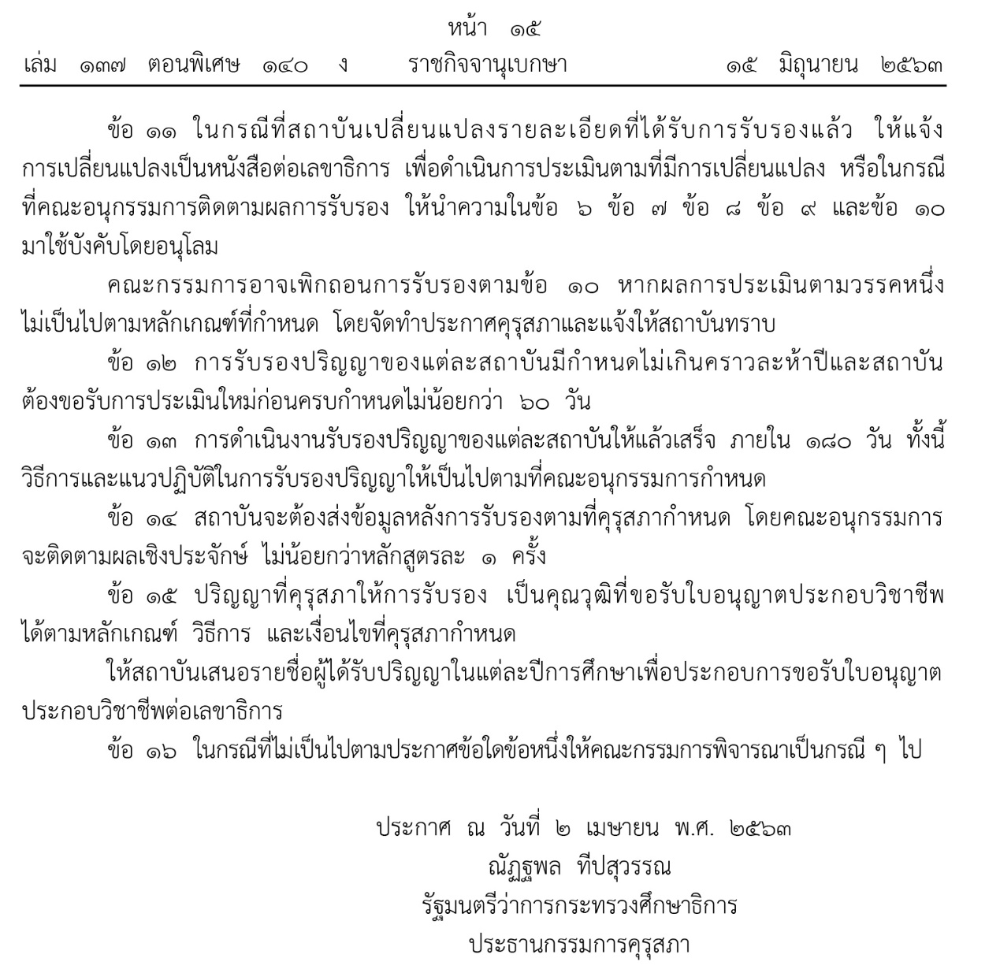 หน้า ๑๕
เล่ม ๑๓๗ ตอนพิเศษ ๑๔๐ ง ราชกิจจานุเบกษา ๑๕ มิถุนายน ๒๕๖๓
ข้อ ๑๑ ในกรณีที่สถาบันเปลี่ยนแปลงรายละเอียดที่ได้รับการรับรองแล้ว ให้แจ้ง
การเปลี่ยนแปลงเป็นหนังสือต่อเลขาธิการ เพื่อดำเนินการประเมินตามที่มีการเปลี่ยนแปลง หรือในกรณี
ที่คณะอนุกรรมการติดตามผลการรับรอง ให้นำความในข้อ ๖ ข้อ ๗ ข้อ ๘ ข้อ ๙ และข้อ ๑๐
มาใช้บังคับโดยอนุโลม
คณะกรรมการอาจเพิกถอนการรับรองตามข้อ ๑๐ หากผลการประเมินตามวรรคหนึ่ง
ไม่เป็นไปตามหลักเกณฑ์ที่กำหนด โดยจัดทำประกาศคุรุสภาและแจ้งให้สถาบันทราบ
ข้อ ๑๒ การรับรองปริญญาของแต่ละสถาบันมีกำหนดไม่เกินคราวละห้าปีและสถาบัน
ต้องขอรับการประเมินใหม่ก่อนครบกำหนดไม่น้อยกว่า ๖๐ วัน
ข้อ ๑๓ การดำเนินงานรับรองปริญญาของแต่ละสถาบันให้แล้วเสร็จ ภายใน ๑๘๐ วัน ทั้งนี้
วิธีการและแนวปฏิบัติในการรับรองปริญญาให้เป็นไปตามที่คณะอนุกรรมการกำหนด
ข้อ ๑๔ สถาบันจะต้องส่งข้อมูลหลังการรับรองตามที่คุรุสภากำหนด โดยคณะอนุกรรมการ
จะติดตามผลเชิงประจักษ์ ไม่น้อยกว่าหลักสูตรละ ๑ ครั้ง
ข้อ ๑๕ ปริญญาที่คุรุสภาให้การรับรอง เป็นคุณวุฒิที่ขอรับใบอนุญาตประกอบวิชาชีพ
ได้ตามหลักเกณฑ์ วิธีการ และเงื่อนไขที่คุรุสภากำหนด
ให้สถาบันเสนอรายชื่อผู้ได้รับปริญญาในแต่ละปีการศึกษาเพื่อประกอบการขอรับใบอนุญาต
ประกอบวิชาชีพต่อเลขาธิการ
ข้อ ๑๖ ในกรณีที่ไม่เป็นไปตามประกาศข้อใดข้อหนึ่งให้คณะกรรมการพิจารณาเป็นกรณี ๆ ไป
ประกาศ ณ วันที่ ๒ เมษายน พ.ศ. ๒๕๖๓
ณัฏฐพล ทีปสุวรรณ
รัฐมนตรีว่าการกระทรวงศึกษาธิการ
ประธานกรรมการคุรุสภา